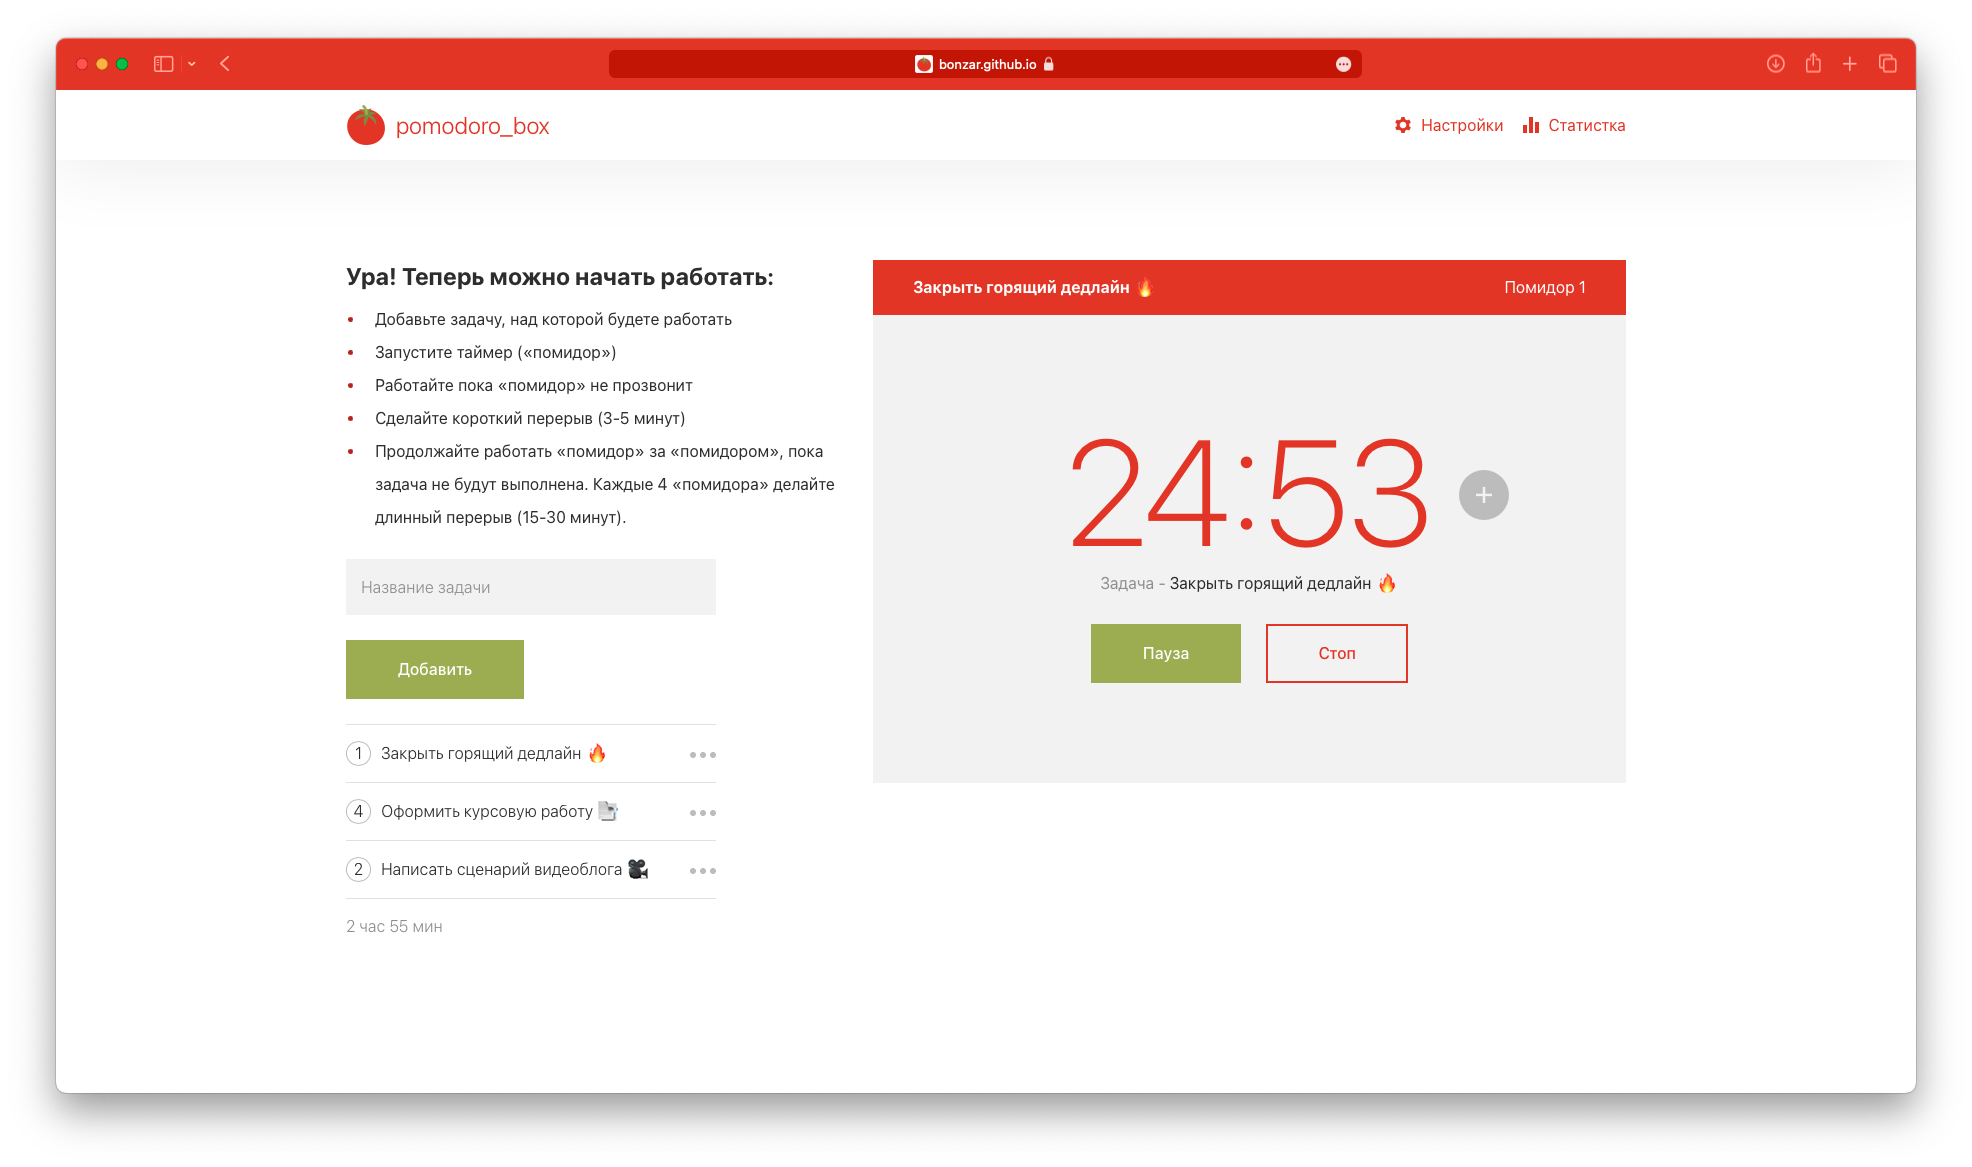 bonzar.github.io
pomodoro_box
Настройки
Статистка
Ура! Теперь можно начать работать:
Добавьте задачу, над которой будете работать
Запустите таймер («помидор»)
Работайте пока «помидор» не прозвонит
Сделайте короткий перерыв (3-5 минут)
Продолжайте работать «помидор» за «помидором», пока
задача не будут выполнена. Каждые 4 «помидора» делайте
длинный перерыв (15-30 минут).
Название задачи
Добавить
1 Закрыть горящий дедлайн 🔥
4 Оформить курсовую работу 📑
2 Написать сценарий видеоблога 🎥
2 час 55 мин
Закрыть горящий дедлайн 🔥
Помидор 1
24:53
Задача - Закрыть горящий дедлайн 🔥
Пауза
Стоп